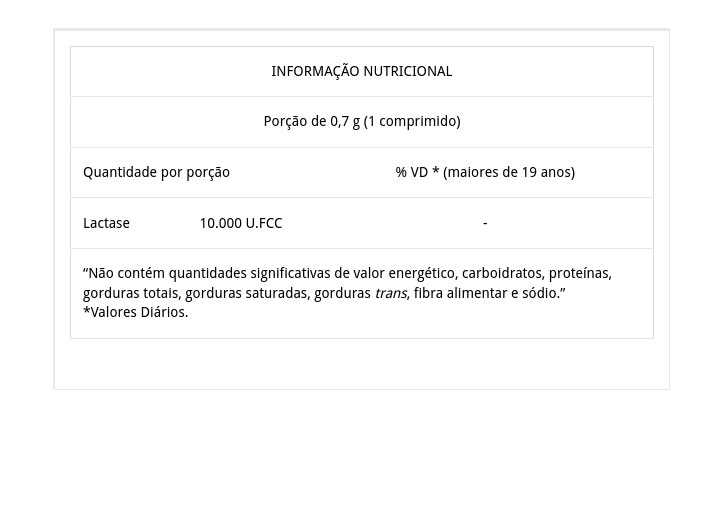 INFORMAÇÃO NUTRICIONAL
Porção de 0,7 g (1 comprimido)
Quantidade por porção % VD * (maiores de 19 anos)
Lactase 10.000 U.FCC -
“Não contém quantidades significativas de valor energético, carboidratos, proteínas,
gorduras totais, gorduras saturadas, gorduras trans, fibra alimentar e sódio.”
*Valores Diários.